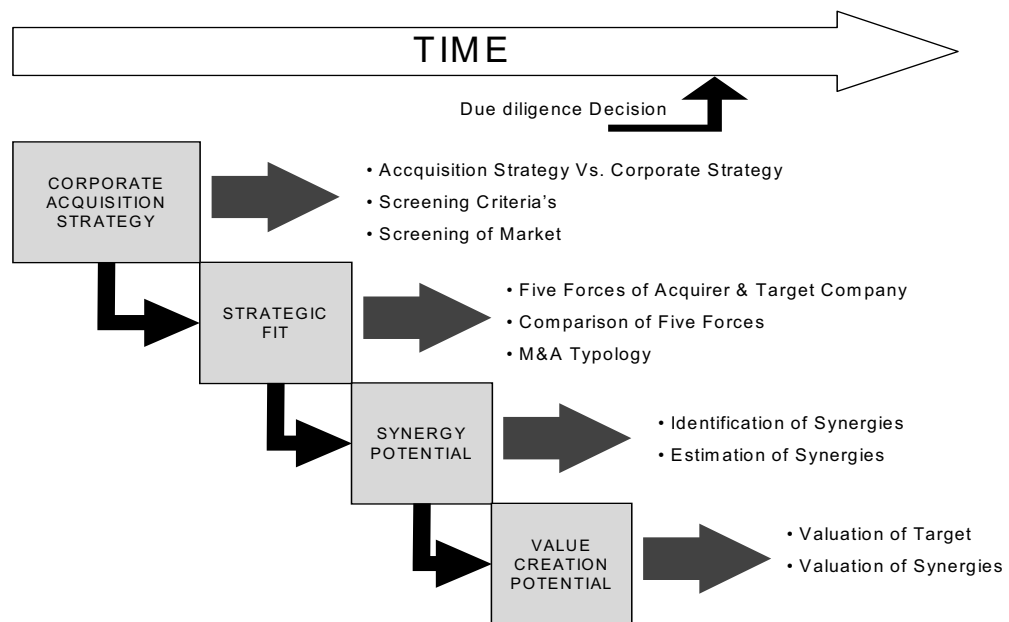 TIME
Due diligence Decision
CORPORATE
ACQUISITION
STRATEGY
• Accquisition Strategy Vs. Corporate Strategy
• Screening Criteria’s
• Screening of Market
STRATEGIC
FIT
• Five Forces of Acquirer & Target Company
• Comparison of Five Forces
• M&A Typology
SYNERGY
POTENTIAL
• Identification of Synergies
• Estimation of Synergies
VALUE
CREATION
POTENTIAL
• Valuation of Target
• Valuation of Synergies